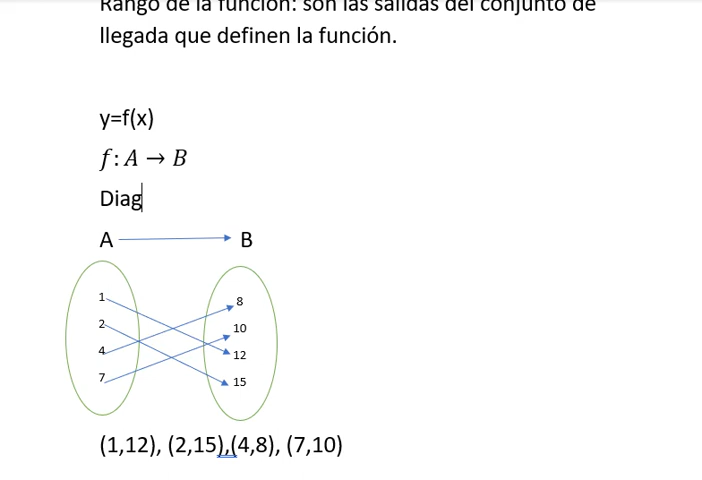 Rango de la función: son las salidas del conjunto de
llegada que definen la función.
y=f(x)
f: A → B
Diag
A B
1 8
2 10
4 12
7 15
(1,12), (2,15),(4,8), (7,10)